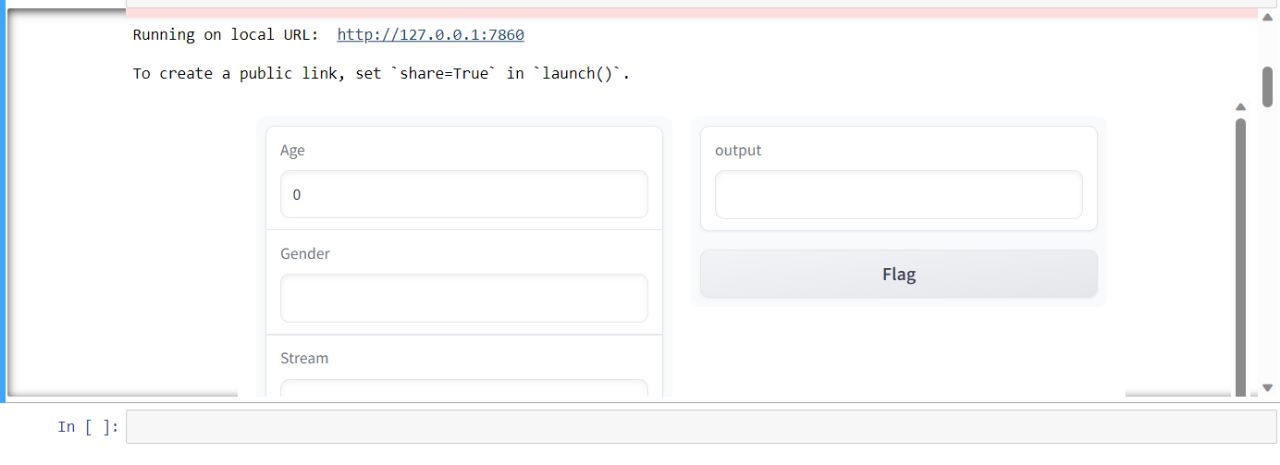 Running on local URL:  http://127.0.0.1:7860
To create a public link, set `share=True` in `launch()`.
Age
0
Gender
Stream
output
Flag
In [ ]: